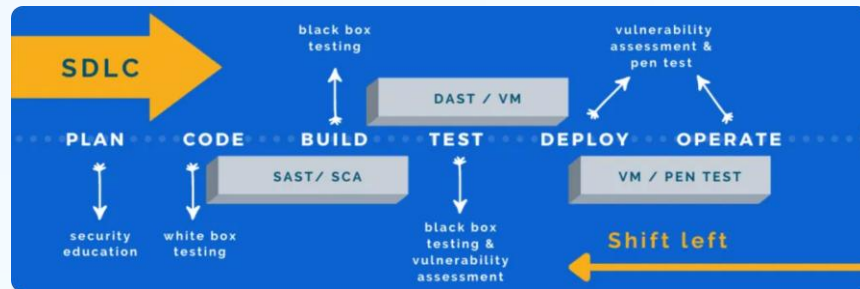 black box
testing
vulnerability
assessment &
pen test
SDLC
DAST / VM
PLAN CODE BUILD TEST DEPLOY OPERATE
SAST/ SCA
VM / PEN TEST
security
education
white box
testing
black box
testing &
vulnerability
assessment
Shift left